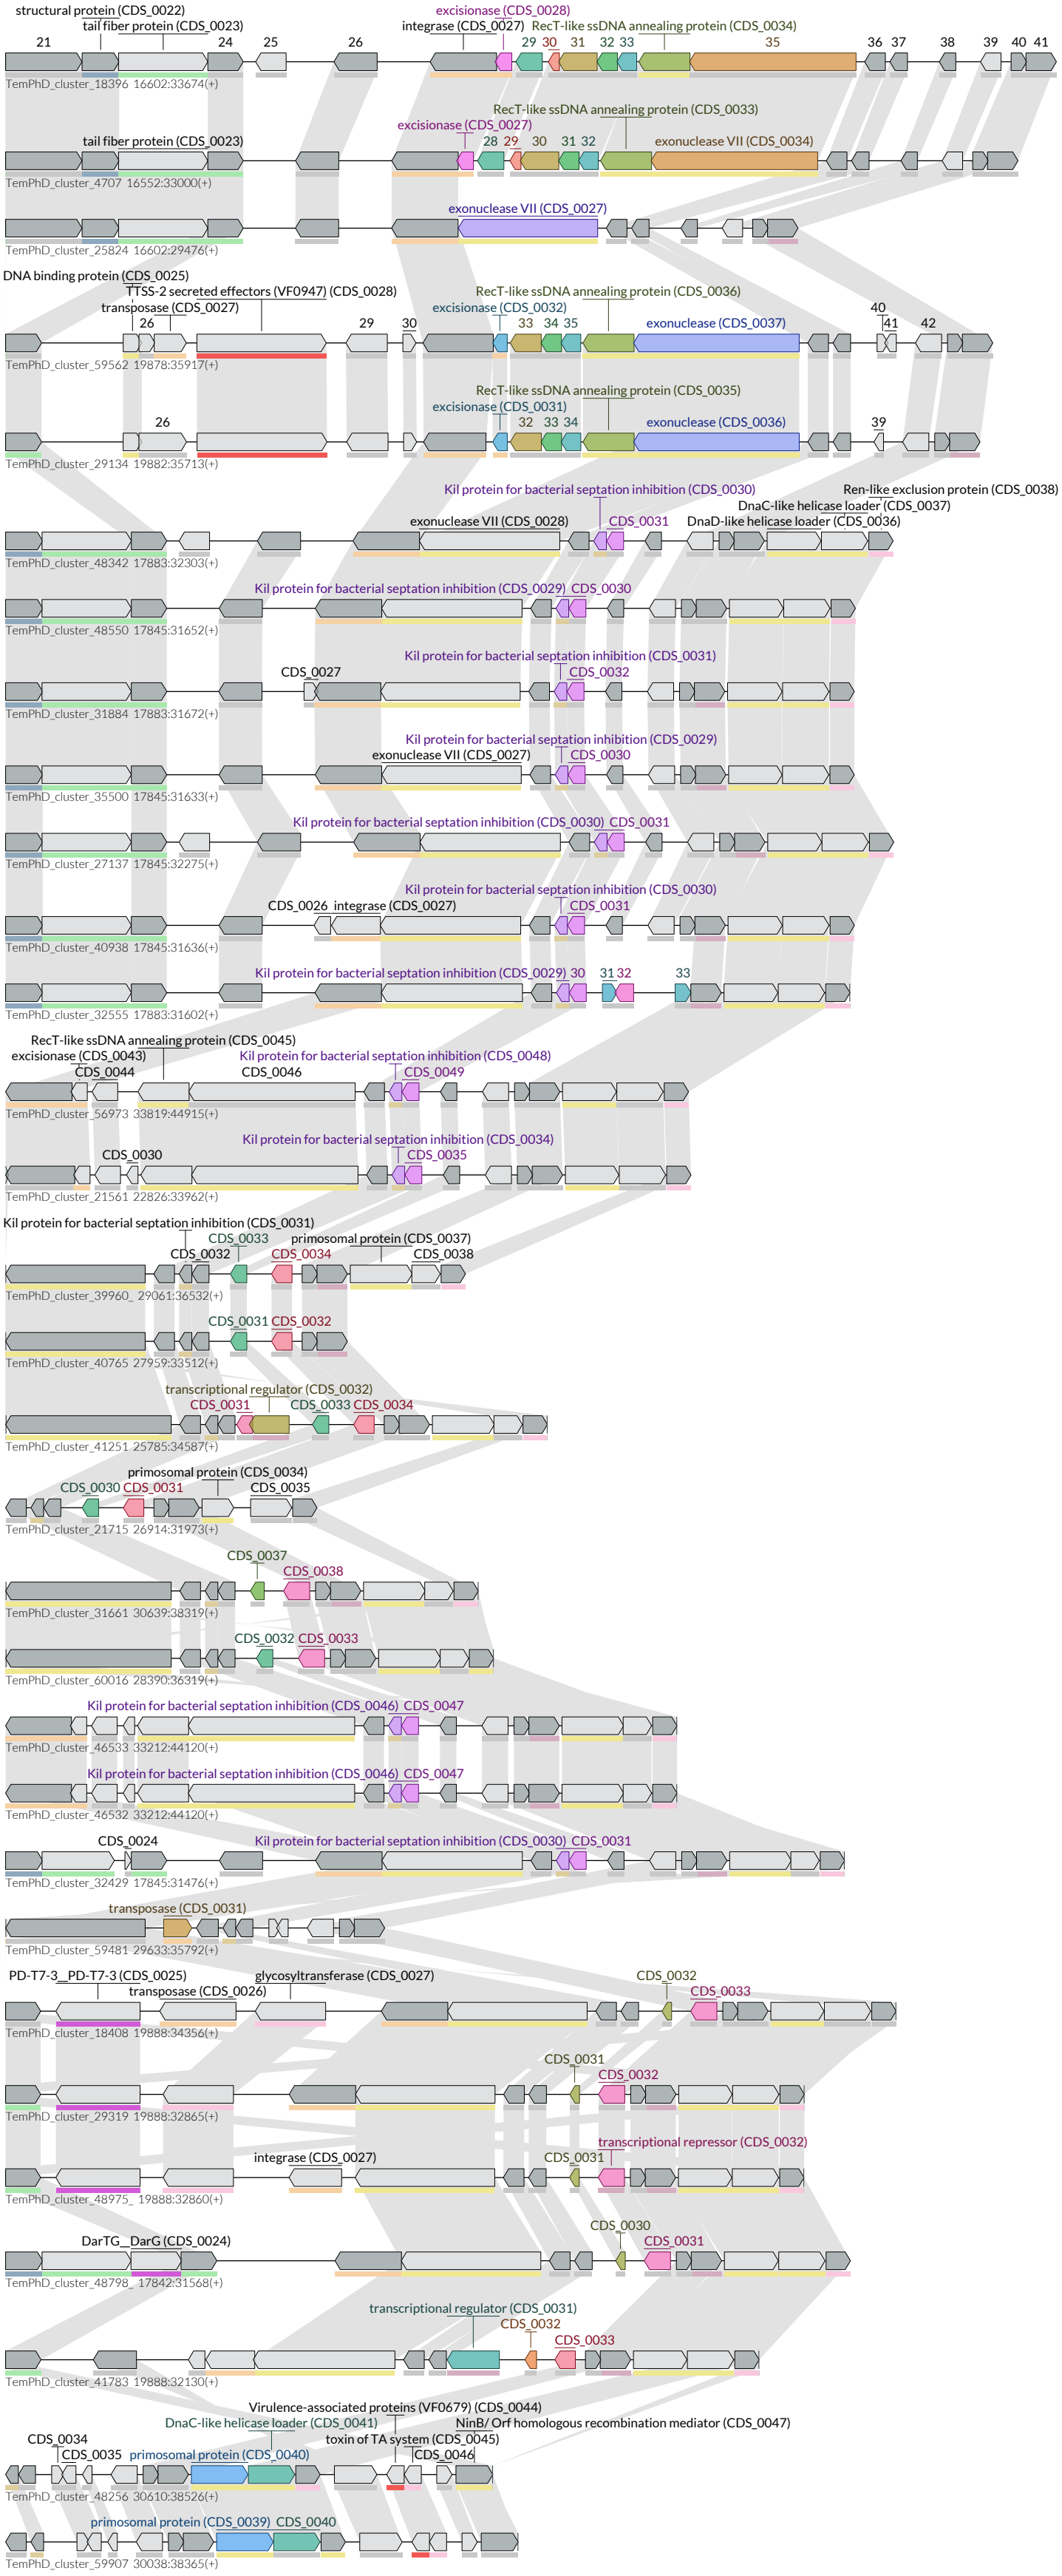 structural protein (CDS_0022)
excisionase (CDS_0028)
tail fiber protein (CDS_0023)
integrase (CDS_0027)
RecT-like ssDNA annealing protein (CDS_0034)
21 24 25 26 29 30 31 32 33 35 36 37 38 39 40 41
TemPhD_cluster_18396 16602:33674(+)
RecT-like ssDNA annealing protein (CDS_0033)
excisionase (CDS_0027)
tail fiber protein (CDS_0023) 28 29 30 31 32 exonuclease VII (CDS_0034)
TemPhD_cluster_4707 16552:33000(+)
exonuclease VII (CDS_0027)
TemPhD_cluster_25824 16602:29476(+)
DNA binding protein (CDS_0025)
TTSS-2 secreted effectors (VF0947) (CDS_0028)
RecT-like ssDNA annealing protein (CDS_0036)
transposase (CDS_0027)
excisionase (CDS_0032)
40
26 29 30 33 34 35 exonuclease (CDS_0037) 41 42
TemPhD_cluster_59562 19878:35917(+)
RecT-like ssDNA annealing protein (CDS_0035)
excisionase (CDS_0031)
26 32 33 34 exonuclease (CDS_0036) 39
TemPhD_cluster_29134 19882:35713(+)
Kil protein for bacterial septation inhibition (CDS_0030)
Ren-like exclusion protein (CDS_0038)
DnaC-like helicase loader (CDS_0037)
exonuclease VII (CDS_0028) CDS_0031 DnaD-like helicase loader (CDS_0036)
TemPhD_cluster_48342 17883:32303(+)
Kil protein for bacterial septation inhibition (CDS_0029) CDS_0030
TemPhD_cluster_48550 17845:31652(+)
Kil protein for bacterial septation inhibition (CDS_0031)
CDS_0027 CDS_0032
TemPhD_cluster_31884 17883:31672(+)
Kil protein for bacterial septation inhibition (CDS_0029)
exonuclease VII (CDS_0027) CDS_0030
TemPhD_cluster_35500 17845:31633(+)
Kil protein for bacterial septation inhibition (CDS_0030) CDS_0031
TemPhD_cluster_27137 17845:32275(+)
Kil protein for bacterial septation inhibition (CDS_0030)
CDS_0026 integrase (CDS_0027) CDS_0031
TemPhD_cluster_40938 17845:31636(+)
Kil protein for bacterial septation inhibition (CDS_0029) 30 31 32 33
TemPhD_cluster_32555 17883:31602(+)
RecT-like ssDNA annealing protein (CDS_0045)
excisionase (CDS_0043) Kil protein for bacterial septation inhibition (CDS_0048)
CDS_0044 CDS_0046 CDS_0049
TemPhD_cluster_56973 33819:44915(+)
Kil protein for bacterial septation inhibition (CDS_0034)
CDS_0030 CDS_0035
TemPhD_cluster_21561 22826:33962(+)
Kil protein for bacterial septation inhibition (CDS_0031)
CDS_0033 primosomal protein (CDS_0037)
CDS_0032 CDS_0034 CDS_0038
TemPhD_cluster_39960_ 29061:36532(+)
CDS_0031 CDS_0032
TemPhD_cluster_40765 27959:33512(+)
transcriptional regulator (CDS_0032)
CDS_0031 CDS_0033 CDS_0034
TemPhD_cluster_41251 25785:34587(+)
primosomal protein (CDS_0034)
CDS_0030 CDS_0031 CDS_0035
TemPhD_cluster_21715 26914:31973(+)
CDS_0037
CDS_0038
TemPhD_cluster_31661 30639:38319(+)
CDS_0032 CDS_0033
TemPhD_cluster_60016 28390:36319(+)
Kil protein for bacterial septation inhibition (CDS_0046) CDS_0047
TemPhD_cluster_46533 33212:44120(+)
Kil protein for bacterial septation inhibition (CDS_0046) CDS_0047
TemPhD_cluster_46532 33212:44120(+)
CDS_0024 Kil protein for bacterial septation inhibition (CDS_0030) CDS_0031
TemPhD_cluster_32429 17845:31476(+)
transposase (CDS_0031)
TemPhD_cluster_59481 29633:35792(+)
PD-T7-3__PD-T7-3 (CDS_0025) glycosyltransferase (CDS_0027) CDS_0032
transposase (CDS_0026) CDS_0033
TemPhD_cluster_18408 19888:34356(+)
CDS_0031
CDS_0032
TemPhD_cluster_29319 19888:32865(+)
transcriptional repressor (CDS_0032)
integrase (CDS_0027) CDS_0031
TemPhD_cluster_48975_ 19888:32860(+)
CDS_0030
DarTG__DarG (CDS_0024) CDS_0031
TemPhD_cluster_48798_ 17842:31568(+)
transcriptional regulator (CDS_0031)
CDS_0032
CDS_0033
TemPhD_cluster_41783 19888:32130(+)
Virulence-associated proteins (VF0679) (CDS_0044)
DnaC-like helicase loader (CDS_0041) NinB/ Orf homologous recombination mediator (CDS_0047)
CDS_0034 toxin of TA system (CDS_0045)
CDS_0035 primosomal protein (CDS_0040) CDS_0046
TemPhD_cluster_48256 30610:38526(+)
primosomal protein (CDS_0039) CDS_0040
TemPhD_cluster_59907 30038:38365(+)